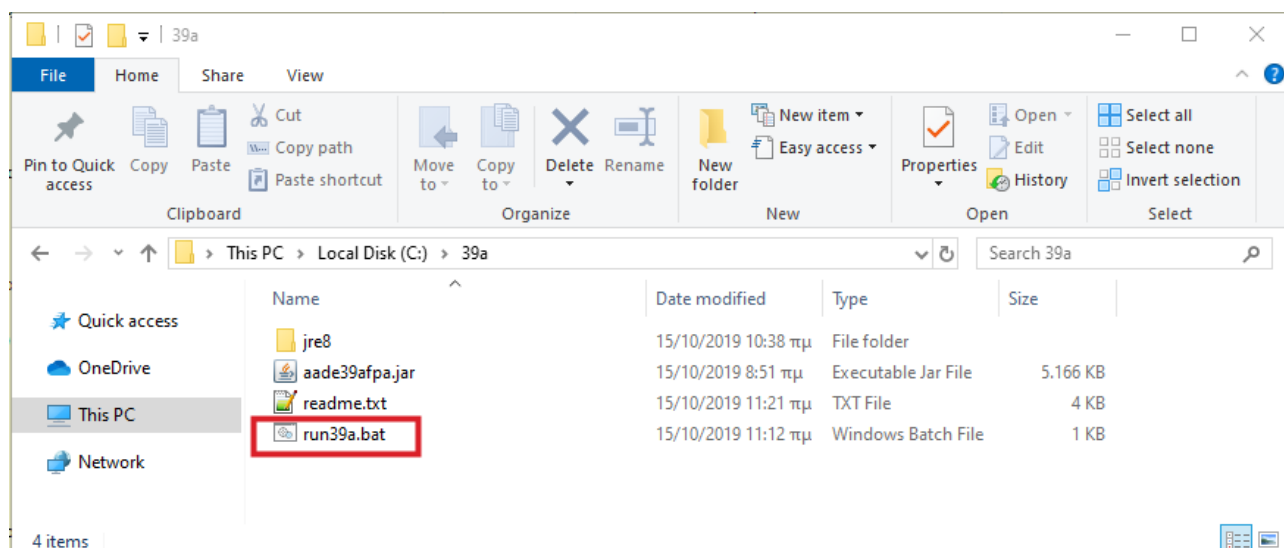 39a
File Home Share View
Pin to Quick access
Copy
Paste
Cut
Copy path
Paste shortcut
Move to
Copy to
Delete
Rename
New folder
New item
Easy access
Properties
Open
Edit
History
Select all
Select none
Invert selection
Clipboard Organize New Open Select
This PC > Local Disk (C:) > 39a
Search 39a
Quick access
OneDrive
This PC
Network
Name Date modified Type Size
jre8 15/10/2019 10:38 πμ File folder
aade39afpa.jar 15/10/2019 8:51 πμ Executable Jar File 5.166 KB
readme.txt 15/10/2019 11:21 πμ TXT File 4 KB
run39a.bat 15/10/2019 11:12 πμ Windows Batch File 1 KB
4 items